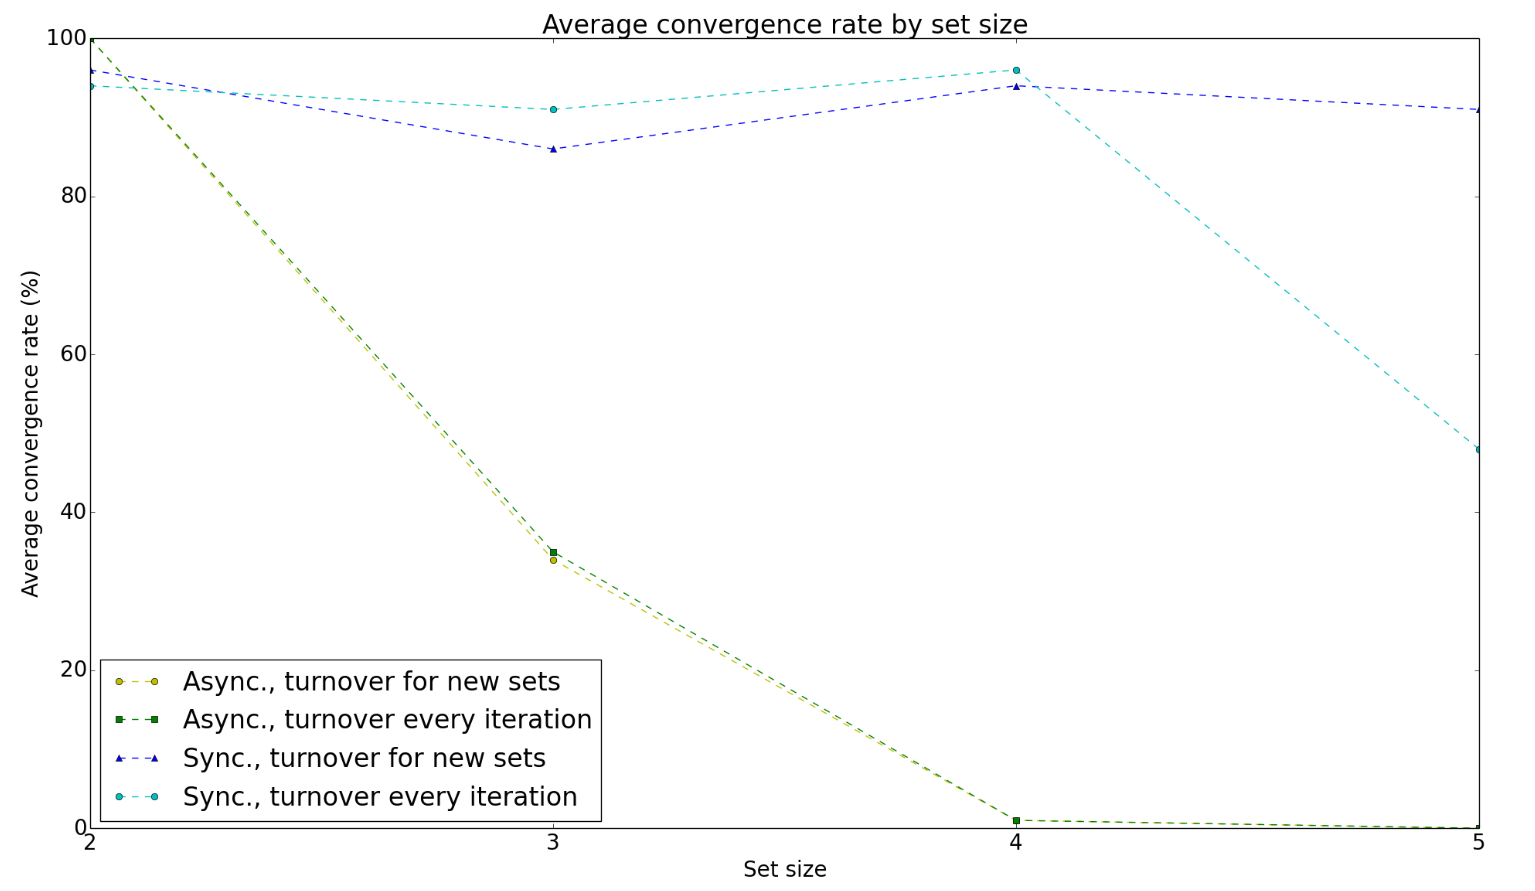 Average convergence rate by set size
100
80
60
40
20
0
Average convergence rate (%)
Async., turnover for new sets
Async., turnover every iteration
Sync., turnover for new sets
Sync., turnover every iteration
2 3 4 5
Set size